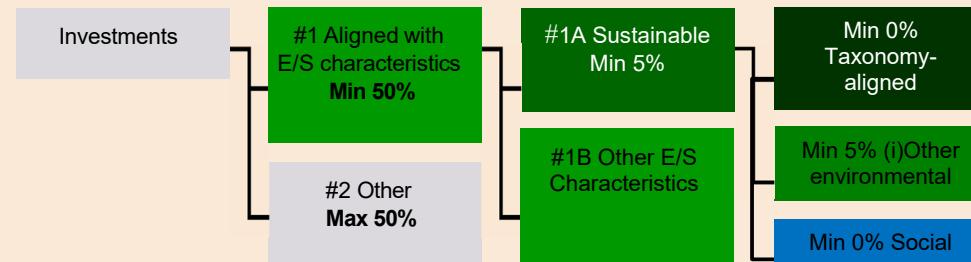 Investments
#1 Aligned with
E/S characteristics
Min 50%
#2 Other
Max 50%
#1A Sustainable
Min 5%
#1B Other E/S
Characteristics
Min 0%
Taxonomy-
aligned
Min 5% (i)Other
environmental
Min 0% Social